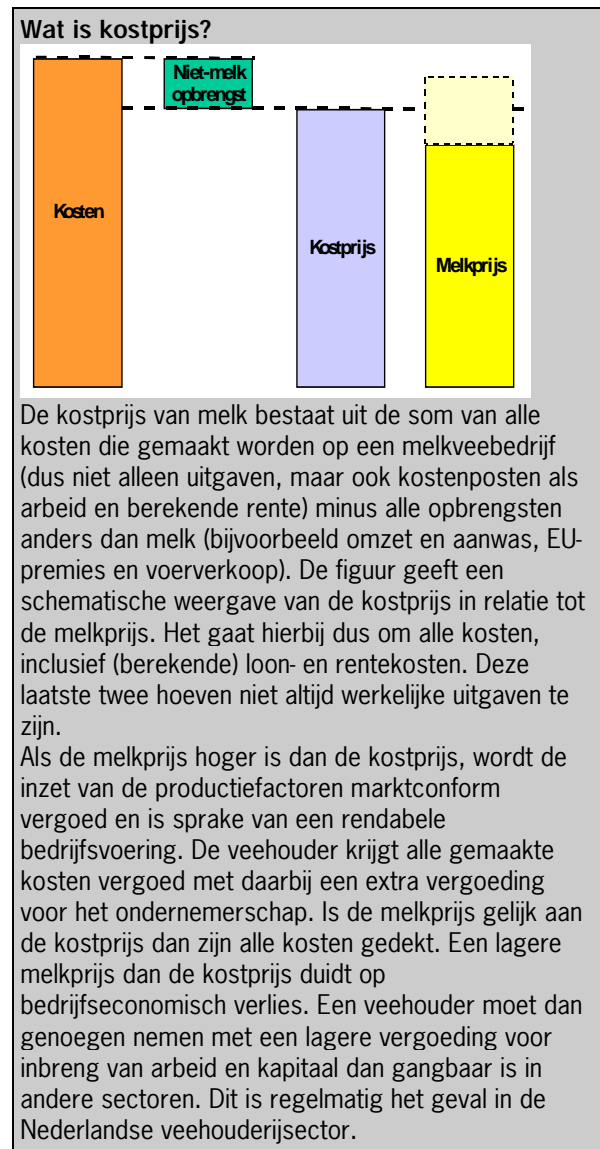 Wat is kostprijs?
Niet-melk
opbrengst
Kosten
Kostprijs
Melkprijs
De kostprijs van melk bestaat uit de som van alle
kosten die gemaakt worden op een melkveebedrijf
(dus niet alleen uitgaven, maar ook kostenposten als
arbeid en berekende rente) minus alle opbrengsten
anders dan melk (bijvoorbeeld omzet en aanwas, EU-
premies en voerverkoop). De figuur geeft een
schematische weergave van de kostprijs in relatie tot
de melkprijs. Het gaat hierbij dus om alle kosten,
inclusief (berekende) loon- en rentekosten. Deze
laatste twee hoeven niet altijd werkelijke uitgaven te
zijn.
Als de melkprijs hoger is dan de kostprijs, wordt de
inzet van de productiefactoren marktconform
vergoed en is sprake van een rendabele
bedrijfsvoering. De veehouder krijgt alle gemaakte
kosten vergoed met daarbij een extra vergoeding
voor het ondernemerschap. Is de melkprijs gelijk aan
de kostprijs dan zijn alle kosten gedekt. Een lagere
melkprijs dan de kostprijs duidt op
bedrijfseconomisch verlies. Een veehouder moet dan
genoegen nemen met een lagere vergoeding voor
inbreng van arbeid en kapitaal dan gangbaar is in
andere sectoren. Dit is regelmatig het geval in de
Nederlandse veehouderijsector.